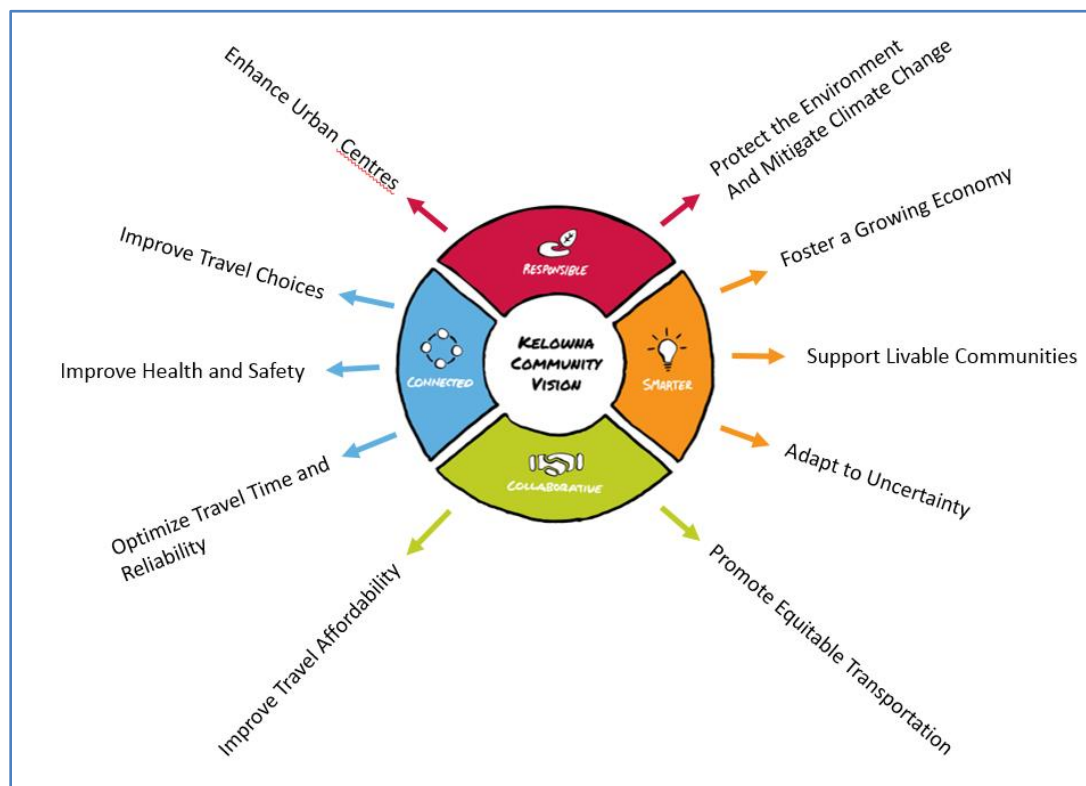 Enhance Urban Centres
Protect the Environment
And Mitigate Climate Change
Improve Travel Choices
Foster a Growing Economy
Improve Health and Safety
Support Livable Communities
Optimize Travel Time and
Reliability
Adapt to Uncertainty
Improve Travel Affordability
Promote Equitable Transportation
RESPONSIBLE
CONNECTED
KELOWNA
COMMUNITY
VISION
SMARTER
COLLABORATIVE